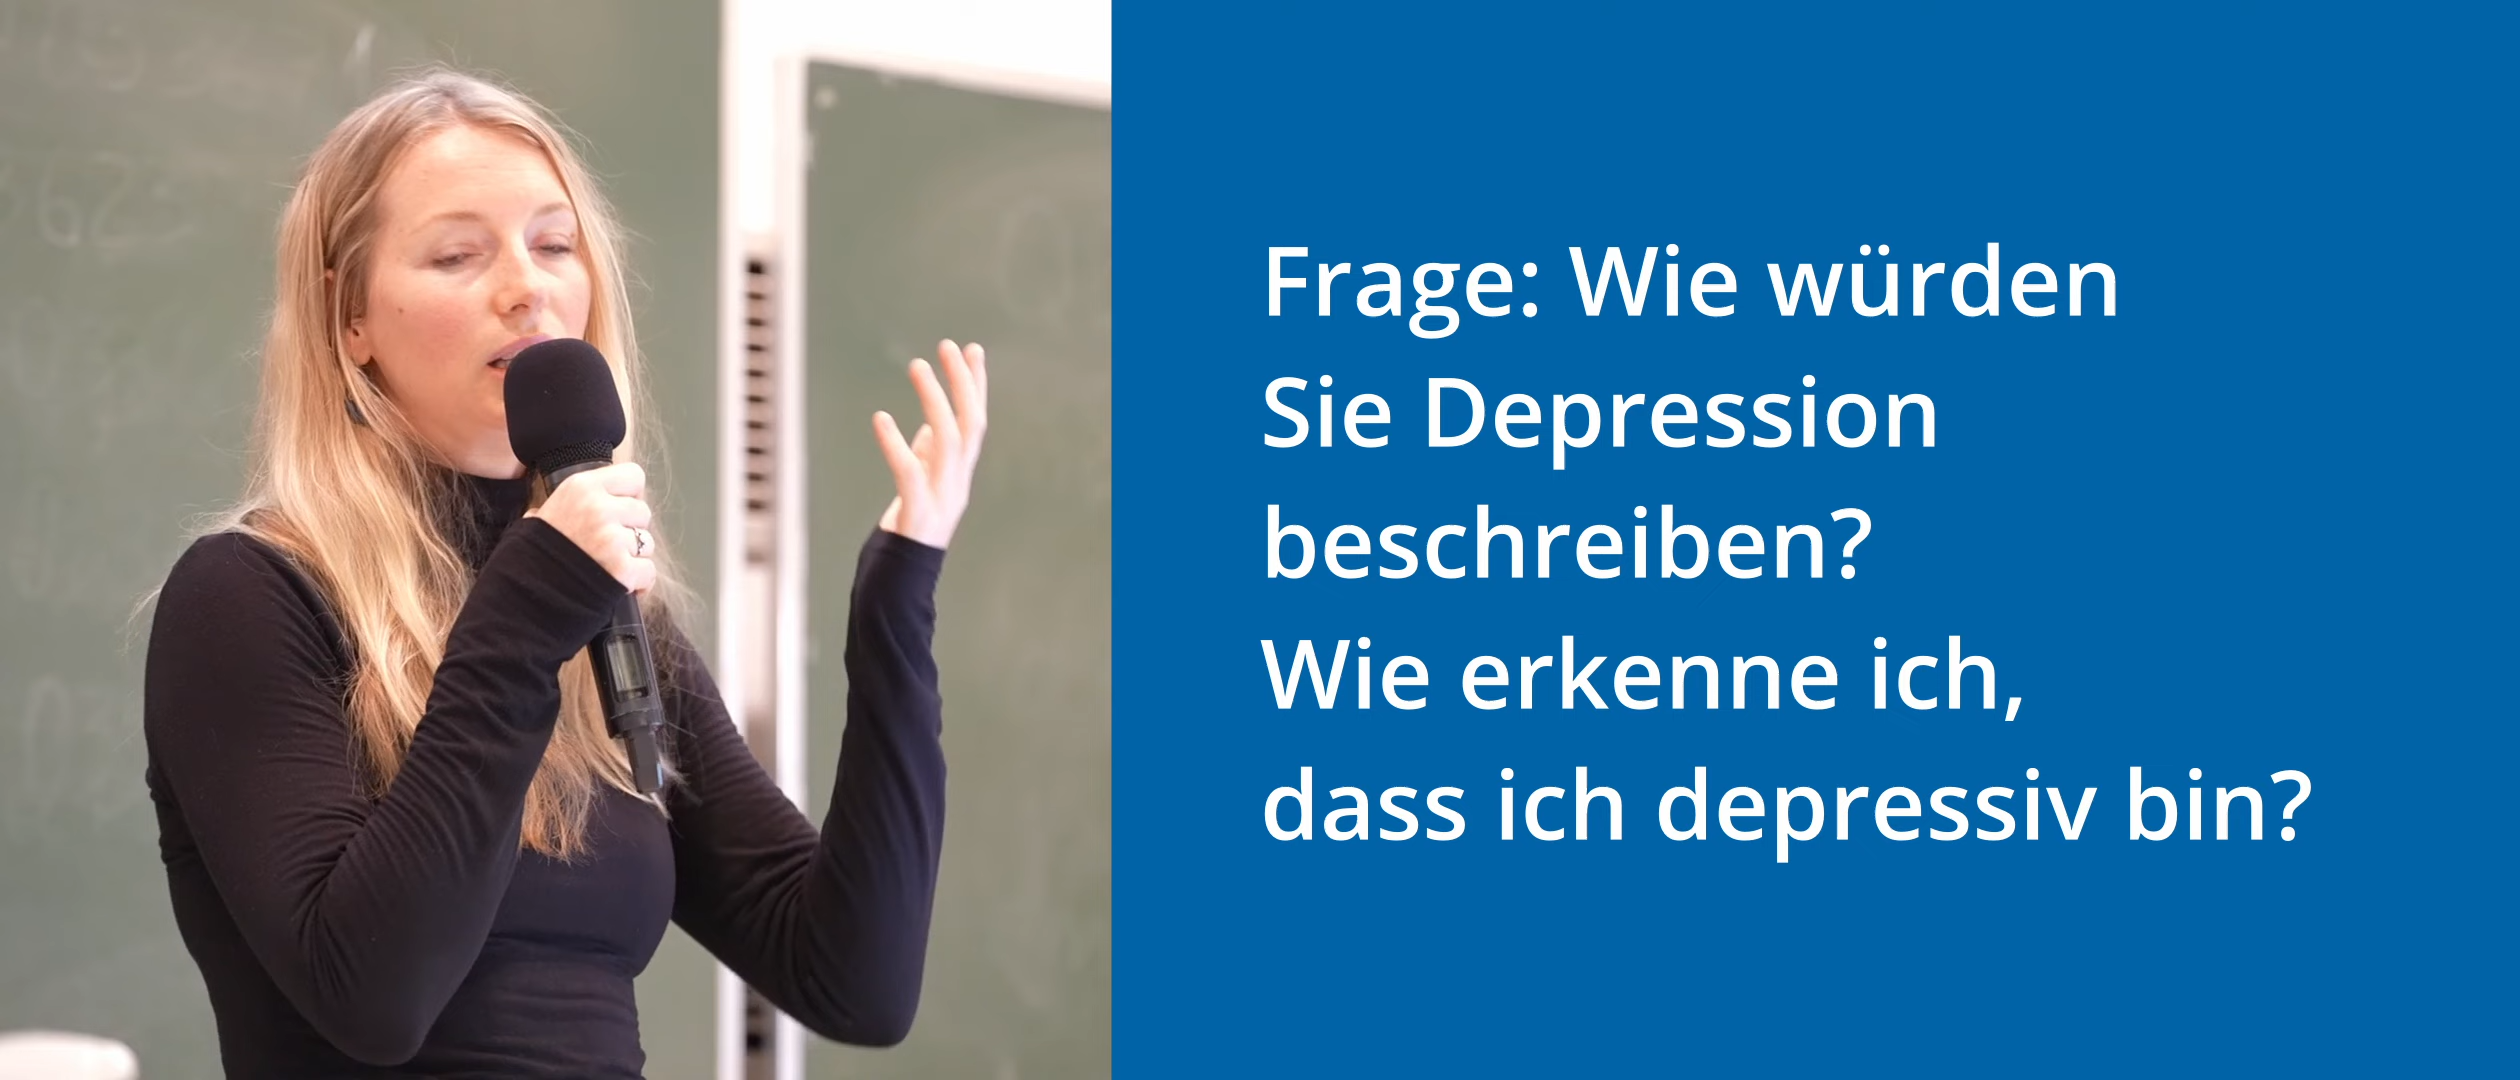 Frage: Wie würden
Sie Depression
beschreiben?
Wie erkenne ich,
dass ich depressiv bin?